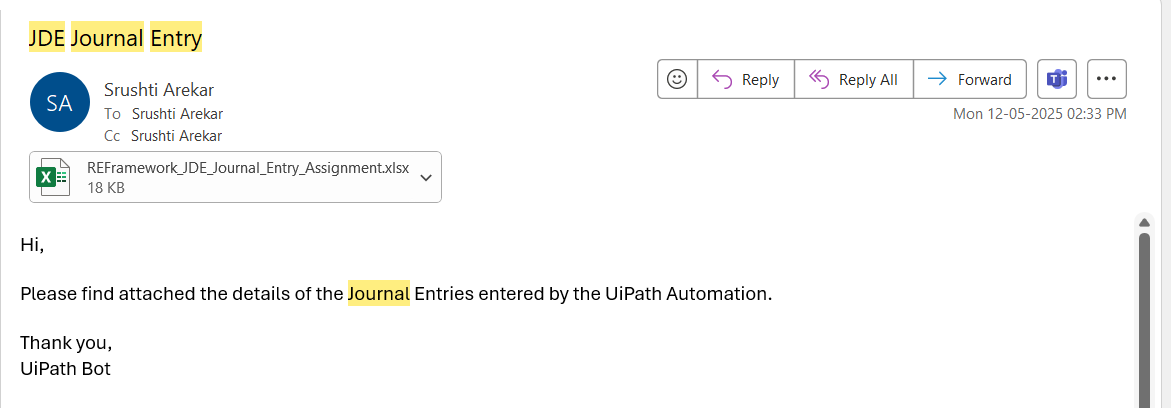 JDE Journal Entry
SA
Srushti Arekar
To Srushti Arekar
Cc Srushti Arekar
Reply
Reply All
Forward
Mon 12-05-2025 02:33 PM
REFramework_JDE_Journal_Entry_Assignment.xlsx
18 KB
Hi,
Please find attached the details of the Journal Entries entered by the UiPath Automation.
Thank you,
UiPath Bot